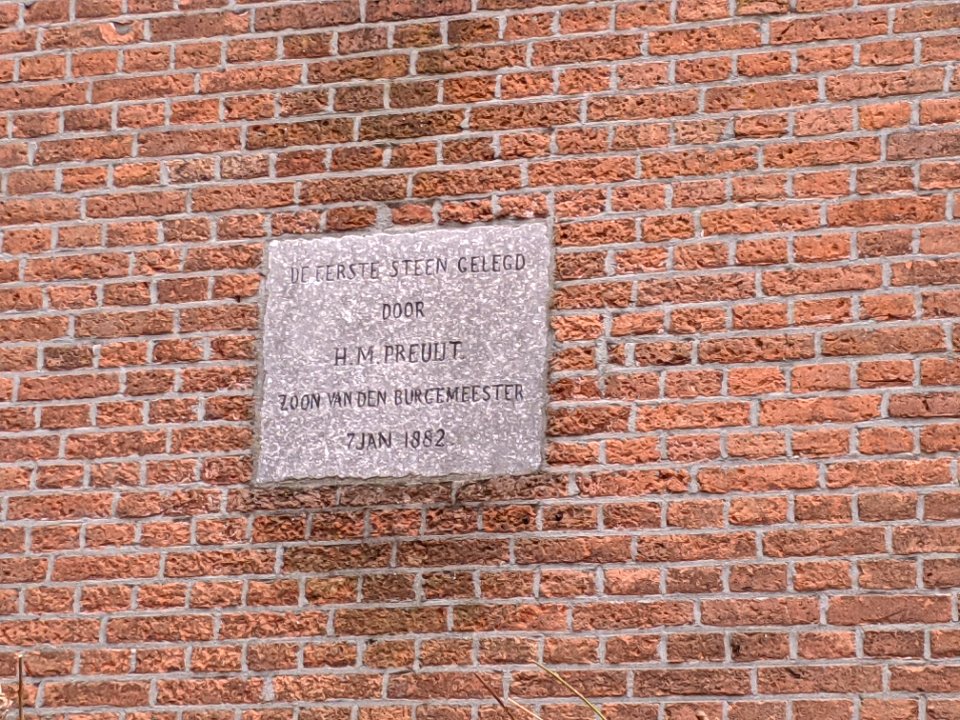 DE EERSTE STEEN GELEGD
DOOR
H.M. PREUIJT.
ZOON VAN DEN BURGEMEESTER
7 JAN 1882.